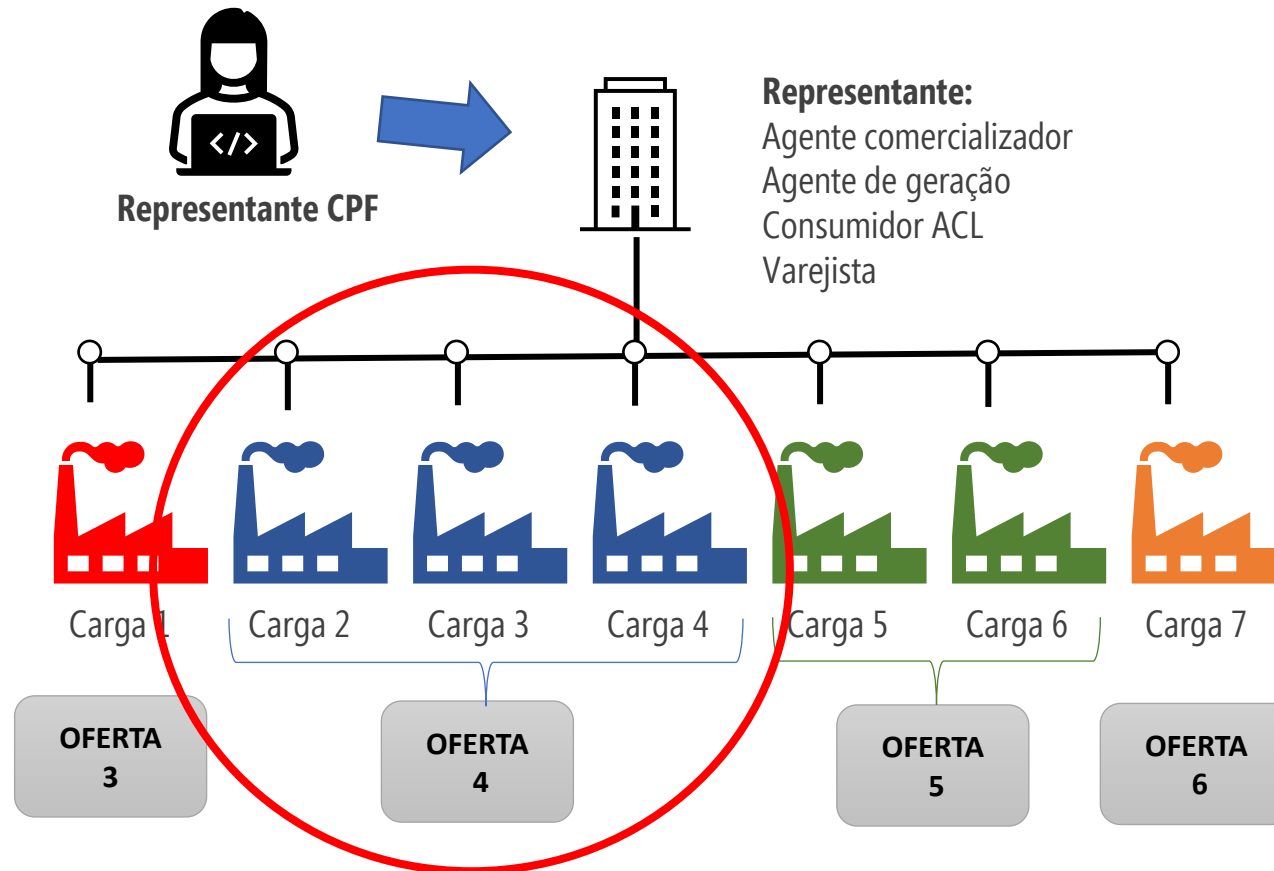 </>
Representante CPF
Representante:
Agente comercializador
Agente de geração
Consumidor ACL
Varejista
Carga 1
Carga 2
Carga 3
Carga 4
Carga 5
Carga 6
Carga 7
OFERTA
3
OFERTA
4
OFERTA
5
OFERTA
6